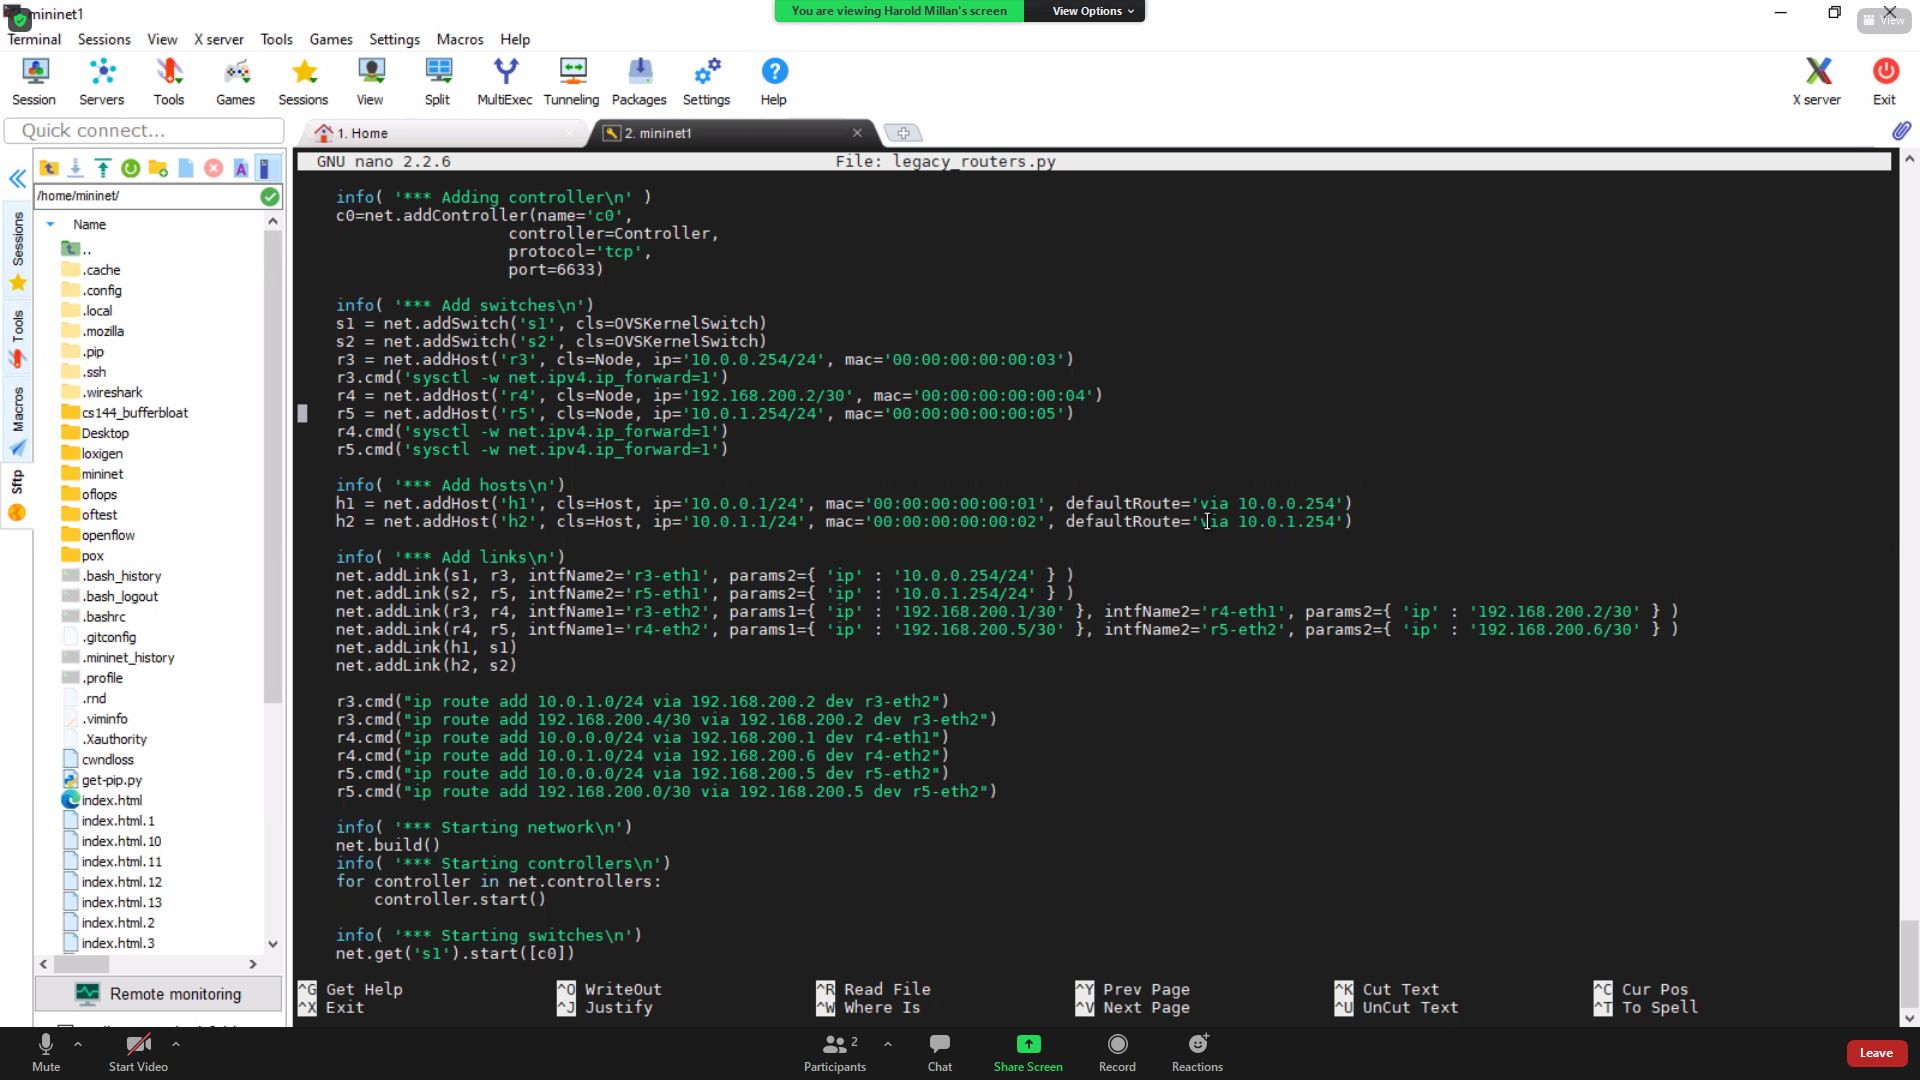 mininet1
You are viewing Harold Millan's screen
View Options
View
Terminal Sessions View X server Tools Games Settings Macros Help
Session Servers Tools Games Sessions View Split MultiExec Tunneling Packages Settings Help
X server Exit
Quick connect...
1. Home
2. mininet1
/home/mininet/
Name
..
.cache
.config
.local
.mozilla
.pip
.ssh
.wireshark
cs144_bufferbloat
Desktop
loxigen
mininet
oflops
oftest
openflow
pox
.bash_history
.bash_logout
.bashrc
.gitconfig
.mininet_history
.profile
.rnd
.viminfo
.Xauthority
cwndloss
get-pip.py
index.html
index.html.1
index.html.10
index.html.11
index.html.12
index.html.13
index.html.2
index.html.3
Remote monitoring
Sessions
Tools
Macros
Sftp
GNU nano 2.2.6 File: legacy_routers.py
info( '*** Adding controller\n' )
c0=net.addController(name='c0',
controller=Controller,
protocol='tcp',
port=6633)
info( '*** Add switches\n')
s1 = net.addSwitch('s1', cls=OVSKernelSwitch)
s2 = net.addSwitch('s2', cls=OVSKernelSwitch)
r3 = net.addHost('r3', cls=Node, ip='10.0.0.254/24', mac='00:00:00:00:00:03')
r3.cmd('sysctl -w net.ipv4.ip_forward=1')
r4 = net.addHost('r4', cls=Node, ip='192.168.200.2/30', mac='00:00:00:00:00:04')
r5 = net.addHost('r5', cls=Node, ip='10.0.1.254/24', mac='00:00:00:00:00:05')
r4.cmd('sysctl -w net.ipv4.ip_forward=1')
r5.cmd('sysctl -w net.ipv4.ip_forward=1')
info( '*** Add hosts\n')
h1 = net.addHost('h1', cls=Host, ip='10.0.0.1/24', mac='00:00:00:00:00:01', defaultRoute='via 10.0.0.254')
h2 = net.addHost('h2', cls=Host, ip='10.0.1.1/24', mac='00:00:00:00:00:02', defaultRoute='via 10.0.1.254')
info( '*** Add links\n')
net.addLink(s1, r3, intfName2='r3-eth1', params2={ 'ip' : '10.0.0.254/24' } )
net.addLink(s2, r5, intfName2='r5-eth1', params2={ 'ip' : '10.0.1.254/24' } )
net.addLink(r3, r4, intfName1='r3-eth2', params1={ 'ip' : '192.168.200.1/30' }, intfName2='r4-eth1', params2={ 'ip' : '192.168.200.2/30' } )
net.addLink(r4, r5, intfName1='r4-eth2', params1={ 'ip' : '192.168.200.5/30' }, intfName2='r5-eth2', params2={ 'ip' : '192.168.200.6/30' } )
net.addLink(h1, s1)
net.addLink(h2, s2)
r3.cmd("ip route add 10.0.1.0/24 via 192.168.200.2 dev r3-eth2")
r3.cmd("ip route add 192.168.200.4/30 via 192.168.200.2 dev r3-eth2")
r4.cmd("ip route add 10.0.0.0/24 via 192.168.200.1 dev r4-eth1")
r4.cmd("ip route add 10.0.1.0/24 via 192.168.200.6 dev r4-eth2")
r5.cmd("ip route add 10.0.0.0/24 via 192.168.200.5 dev r5-eth2")
r5.cmd("ip route add 192.168.200.0/30 via 192.168.200.5 dev r5-eth2")
info( '*** Starting network\n')
net.build()
info( '*** Starting controllers\n')
for controller in net.controllers:
controller.start()
info( '*** Starting switches\n')
net.get('s1').start([c0])
^G Get Help ^O WriteOut ^R Read File ^Y Prev Page ^K Cut Text ^C Cur Pos
^X Exit ^J Justify ^W Where Is ^V Next Page ^U UnCut Text ^T To Spell
Mute
Start Video
2
Participants
Chat
Share Screen
Record
Reactions
Leave